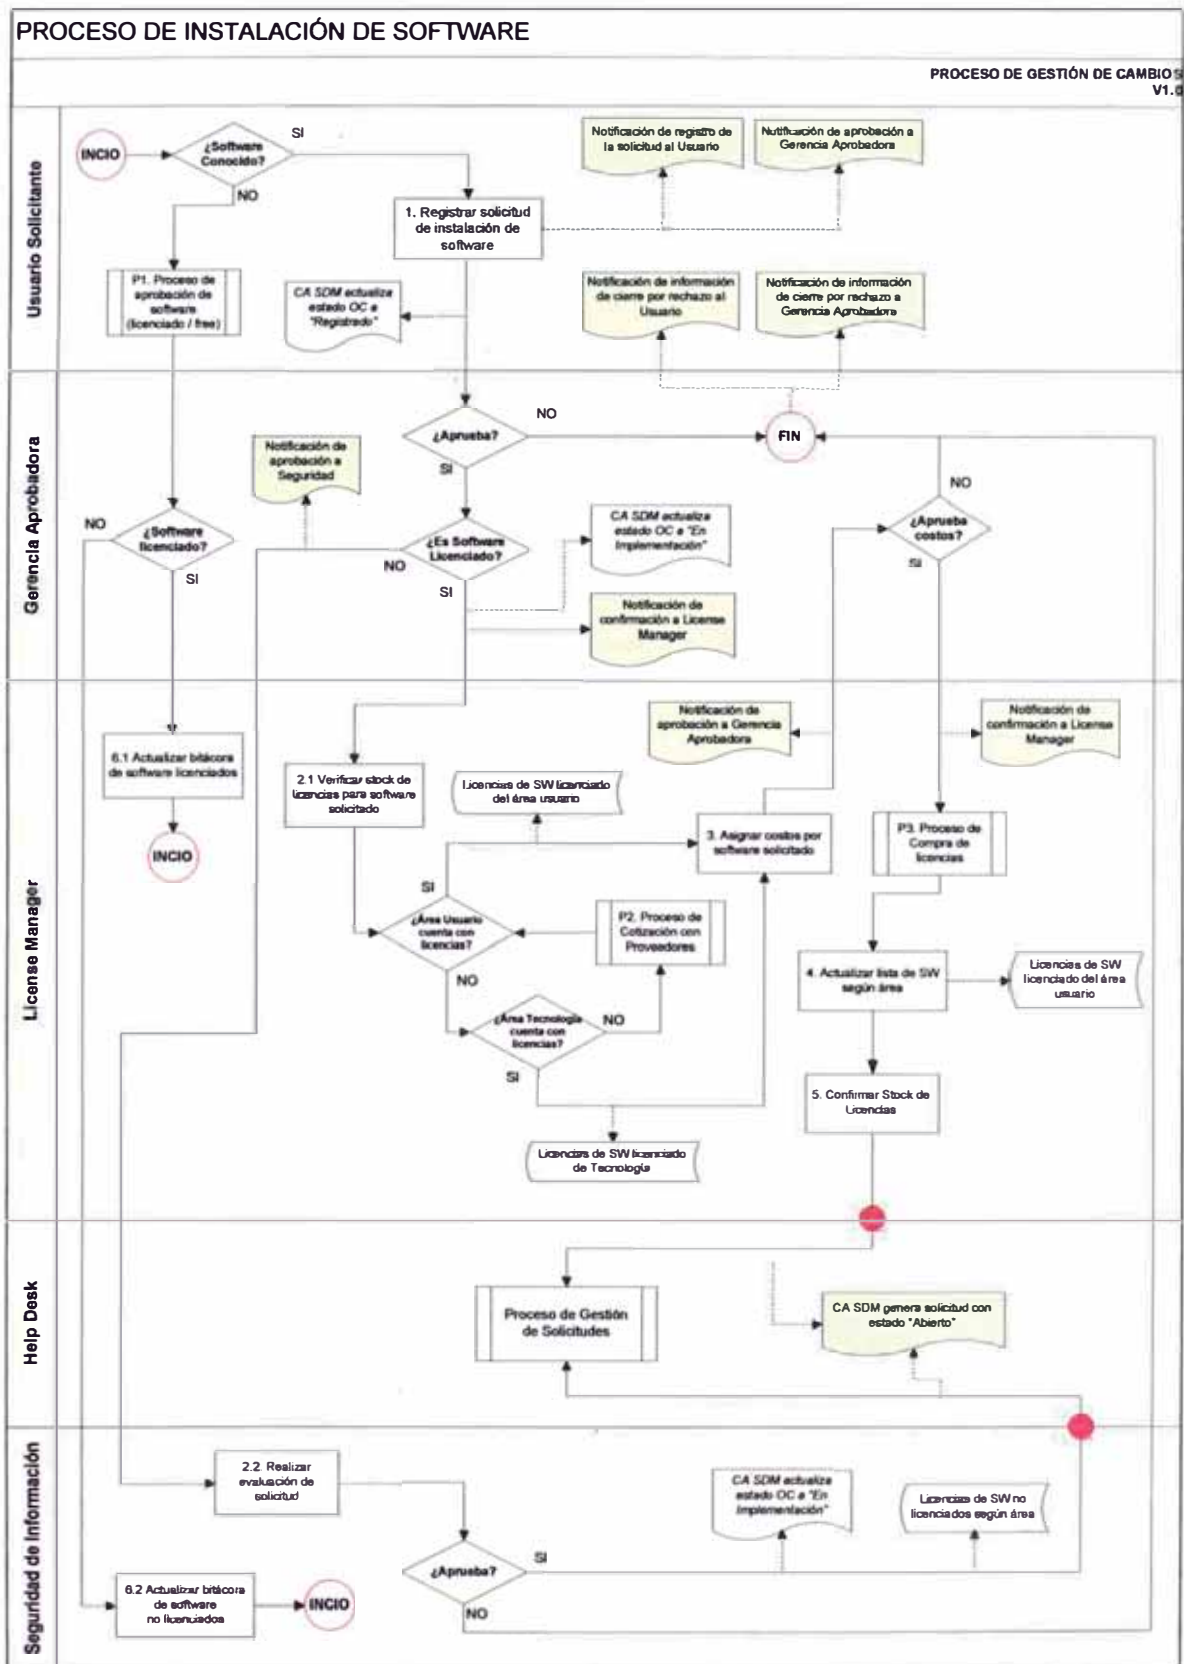 PROCESO DE INSTALACIÓN DE SOFTWARE
PROCESO DE GESTIÓN DE CAMBIOS
V1.0
Usuario Solicitante
INCIO
¿Software
Conocido?
SI
NO
P1. Proceso de
aprobación de
software
(licenciado / free)
1. Registrar solicitud
de instalación de
software
Notificación de registro de
la solicitud al Usuario
Nutificación de aprobación a
Gerencia Aprobadora
CA SDM actualiza
estado OC a
"Registrado"
Notificación de información
de cierre por rechazo al
Usuario
Notificación de información
de cierre por rechazo a
Gerencia Aprobadora
Gerencia Aprobadora
¿Aprueba?
NO
SI
FIN
Notificación de
aprobación a
Seguridad
NO
¿Software
licenciado?
SI
¿Es Software
Licenciado?
NO
SI
CA SDM actualiza
estado OC a "En
Implementación"
Notificación de
confirmación a License
Manager
NO
¿Aprueba
costos?
SI
License Manager
6.1 Actualizar bitácora
de software licenciados
INCIO
2.1 Verificar stock de
licencias para software
solicitado
Licencias de SW licenciado
del área usuario
Notificación de
aprobación a Gerencia
Aprobadora
Notificación de
confirmación a License
Manager
3. Asignar costos por
software solicitado
P3. Proceso de
Compra de
licencias
SI
¿Área Usuario
cuenta con
licencias?
NO
P2. Proceso de
Cotización con
Proveedores
¿Área Tecnología
cuenta con
licencias?
NO
SI
4. Actualizar lista de SW
según área
Licencias de SW
licenciado del área
usuario
5. Confirmar Stock de
Licencias
Licencias de SW licenciado
de Tecnología
Help Desk
Proceso de Gestión
de Solicitudes
CA SDM genera solicitud con
estado "Abierto"
Seguridad de Información
2.2. Realizar
evaluación de
solicitud
CA SDM actualiza
estado OC a "En
Implementación"
Licencias de SW no
licenciados según área
¿Aprueba?
SI
NO
6.2 Actualizar bitácora
de software
no licenciados
INCIO